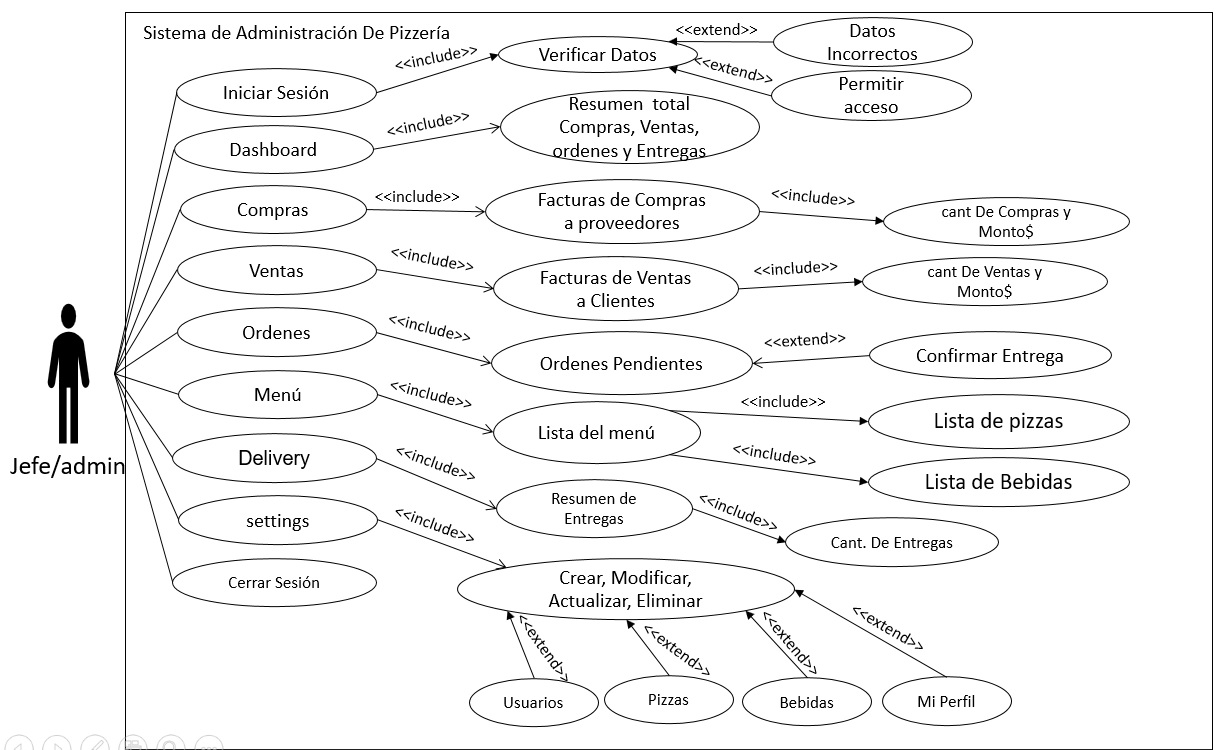 Sistema de Administración De Pizzería
<<extend>>
Datos
Incorrectos
<<include>>
Verificar Datos
<<extend>>
Permitir
acceso
Iniciar Sesión
Resumen total
Compras, Ventas,
ordenes y Entregas
<<include>>
Dashboard
<<include>>
Facturas de Compras
a proveedores
<<include>>
Compras
cant De Compras y
Monto$
<<include>>
Ventas
Facturas de Ventas
a Clientes
<<include>>
cant De Ventas y
Monto$
<<include>>
Ordenes
Ordenes Pendientes
<<extend>>
Confirmar Entrega
<<include>>
Menú
Lista del menú
<<include>>
Lista de pizzas
<<include>>
Lista de Bebidas
Jefe/admin
Delivery
<<include>>
Resumen de
Entregas
<<include>>
Cant. De Entregas
settings
<<include>>
Cerrar Sesión
Crear, Modificar,
Actualizar, Eliminar
<<extend>>
<<extend>>
<<extend>>
<<extend>>
Usuarios
Pizzas
Bebidas
Mi Perfil